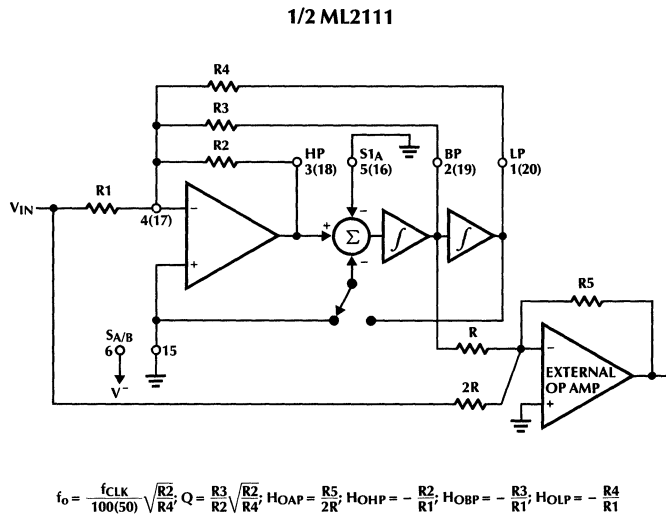 1/2 ML2111
R4
R3
R2
HP
3(18)
S1A
5(16)
BP
2(19)
LP
1(20)
R1
VIN
4(17)
−
+
+
−
Σ
−
∫
∫
SA/B
6
V−
15
R5
R
2R
−
EXTERNAL
OP AMP
+
fo = fCLK/100(50) √R2/R4; Q = R3/R2 √R2/R4; HOAP = R5/2R; HOHP = − R2/R1; HOBP = − R3/R1; HOLP = − R4/R1